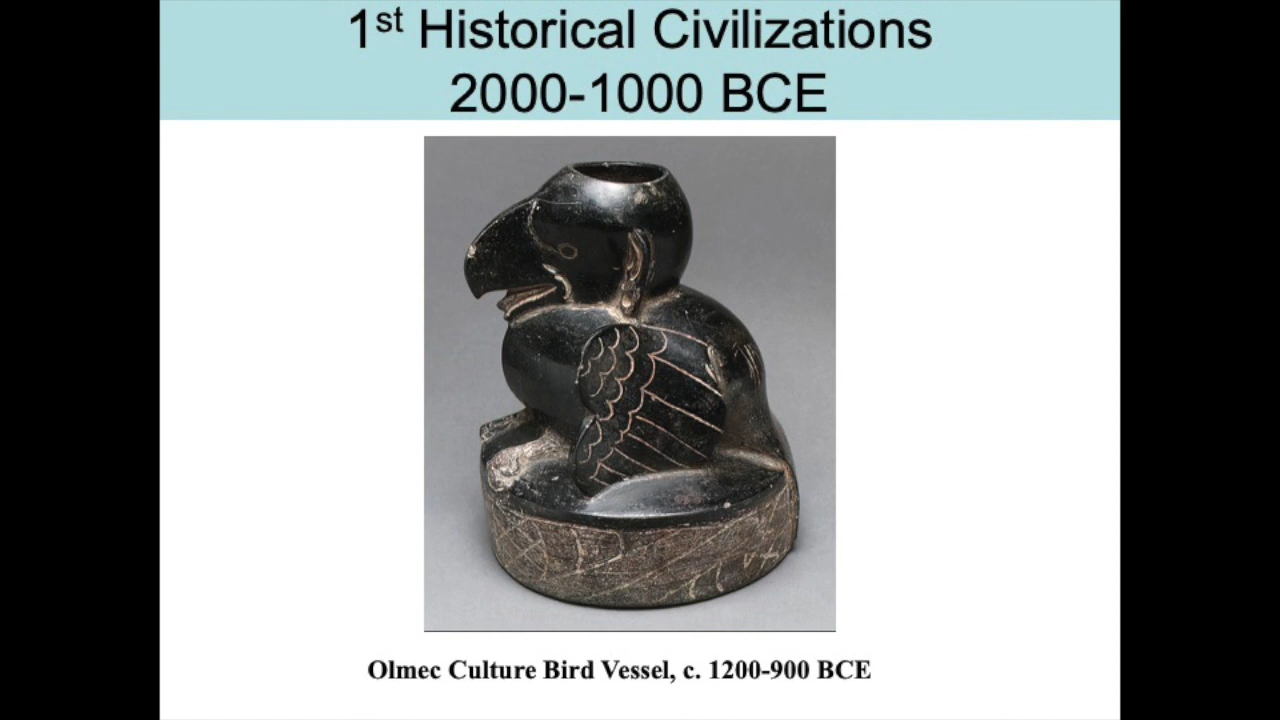 1st Historical Civilizations
2000-1000 BCE
Olmec Culture Bird Vessel, c. 1200-900 BCE